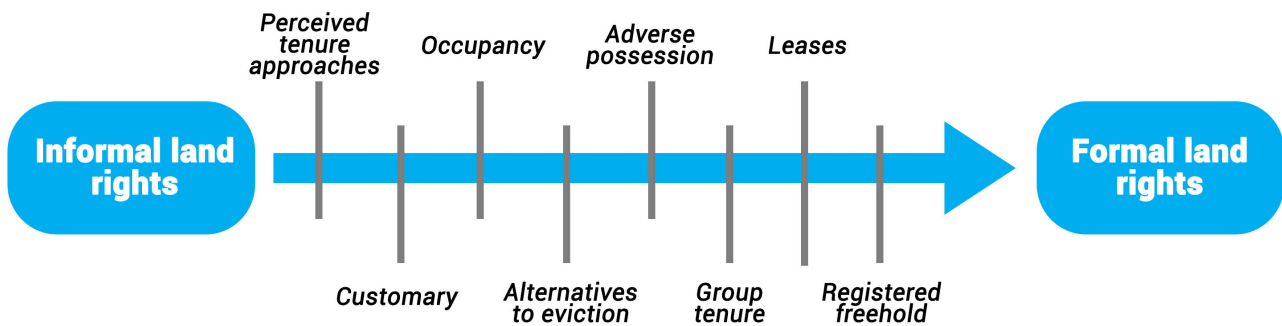 Perceived
tenure
approaches
Occupancy
Adverse
possession
Leases
Informal land
rights
Formal land
rights
Customary
Alternatives
to eviction
Group
tenure
Registered
freehold